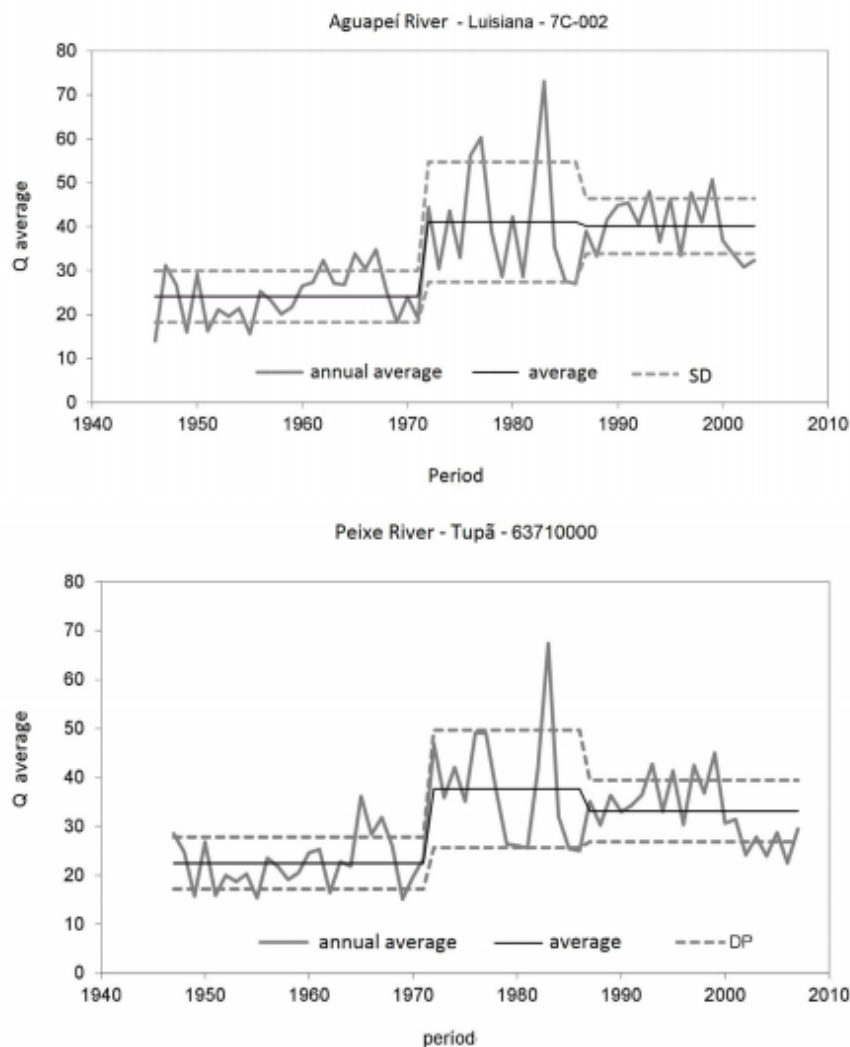 Aguapeí River - Luisiana - 7C-002
80
70
60
50
40
30
20
10
0
Q average
annual average
average
SD
1940 1950 1960 1970 1980 1990 2000 2010
Period
Peixe River - Tupã - 63710000
80
70
60
50
40
30
20
10
0
Q average
annual average
average
DP
1940 1950 1960 1970 1980 1990 2000 2010
period